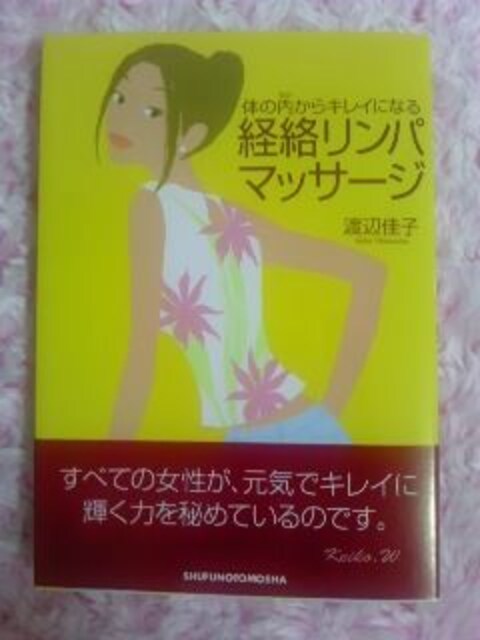 体の内からキレイになる
経絡リンパ
マッサージ
渡辺佳子
すべての女性が、元気でキレイに
輝く力を秘めているのです。
Keiko.W
SHUFUNOTOMOSHA